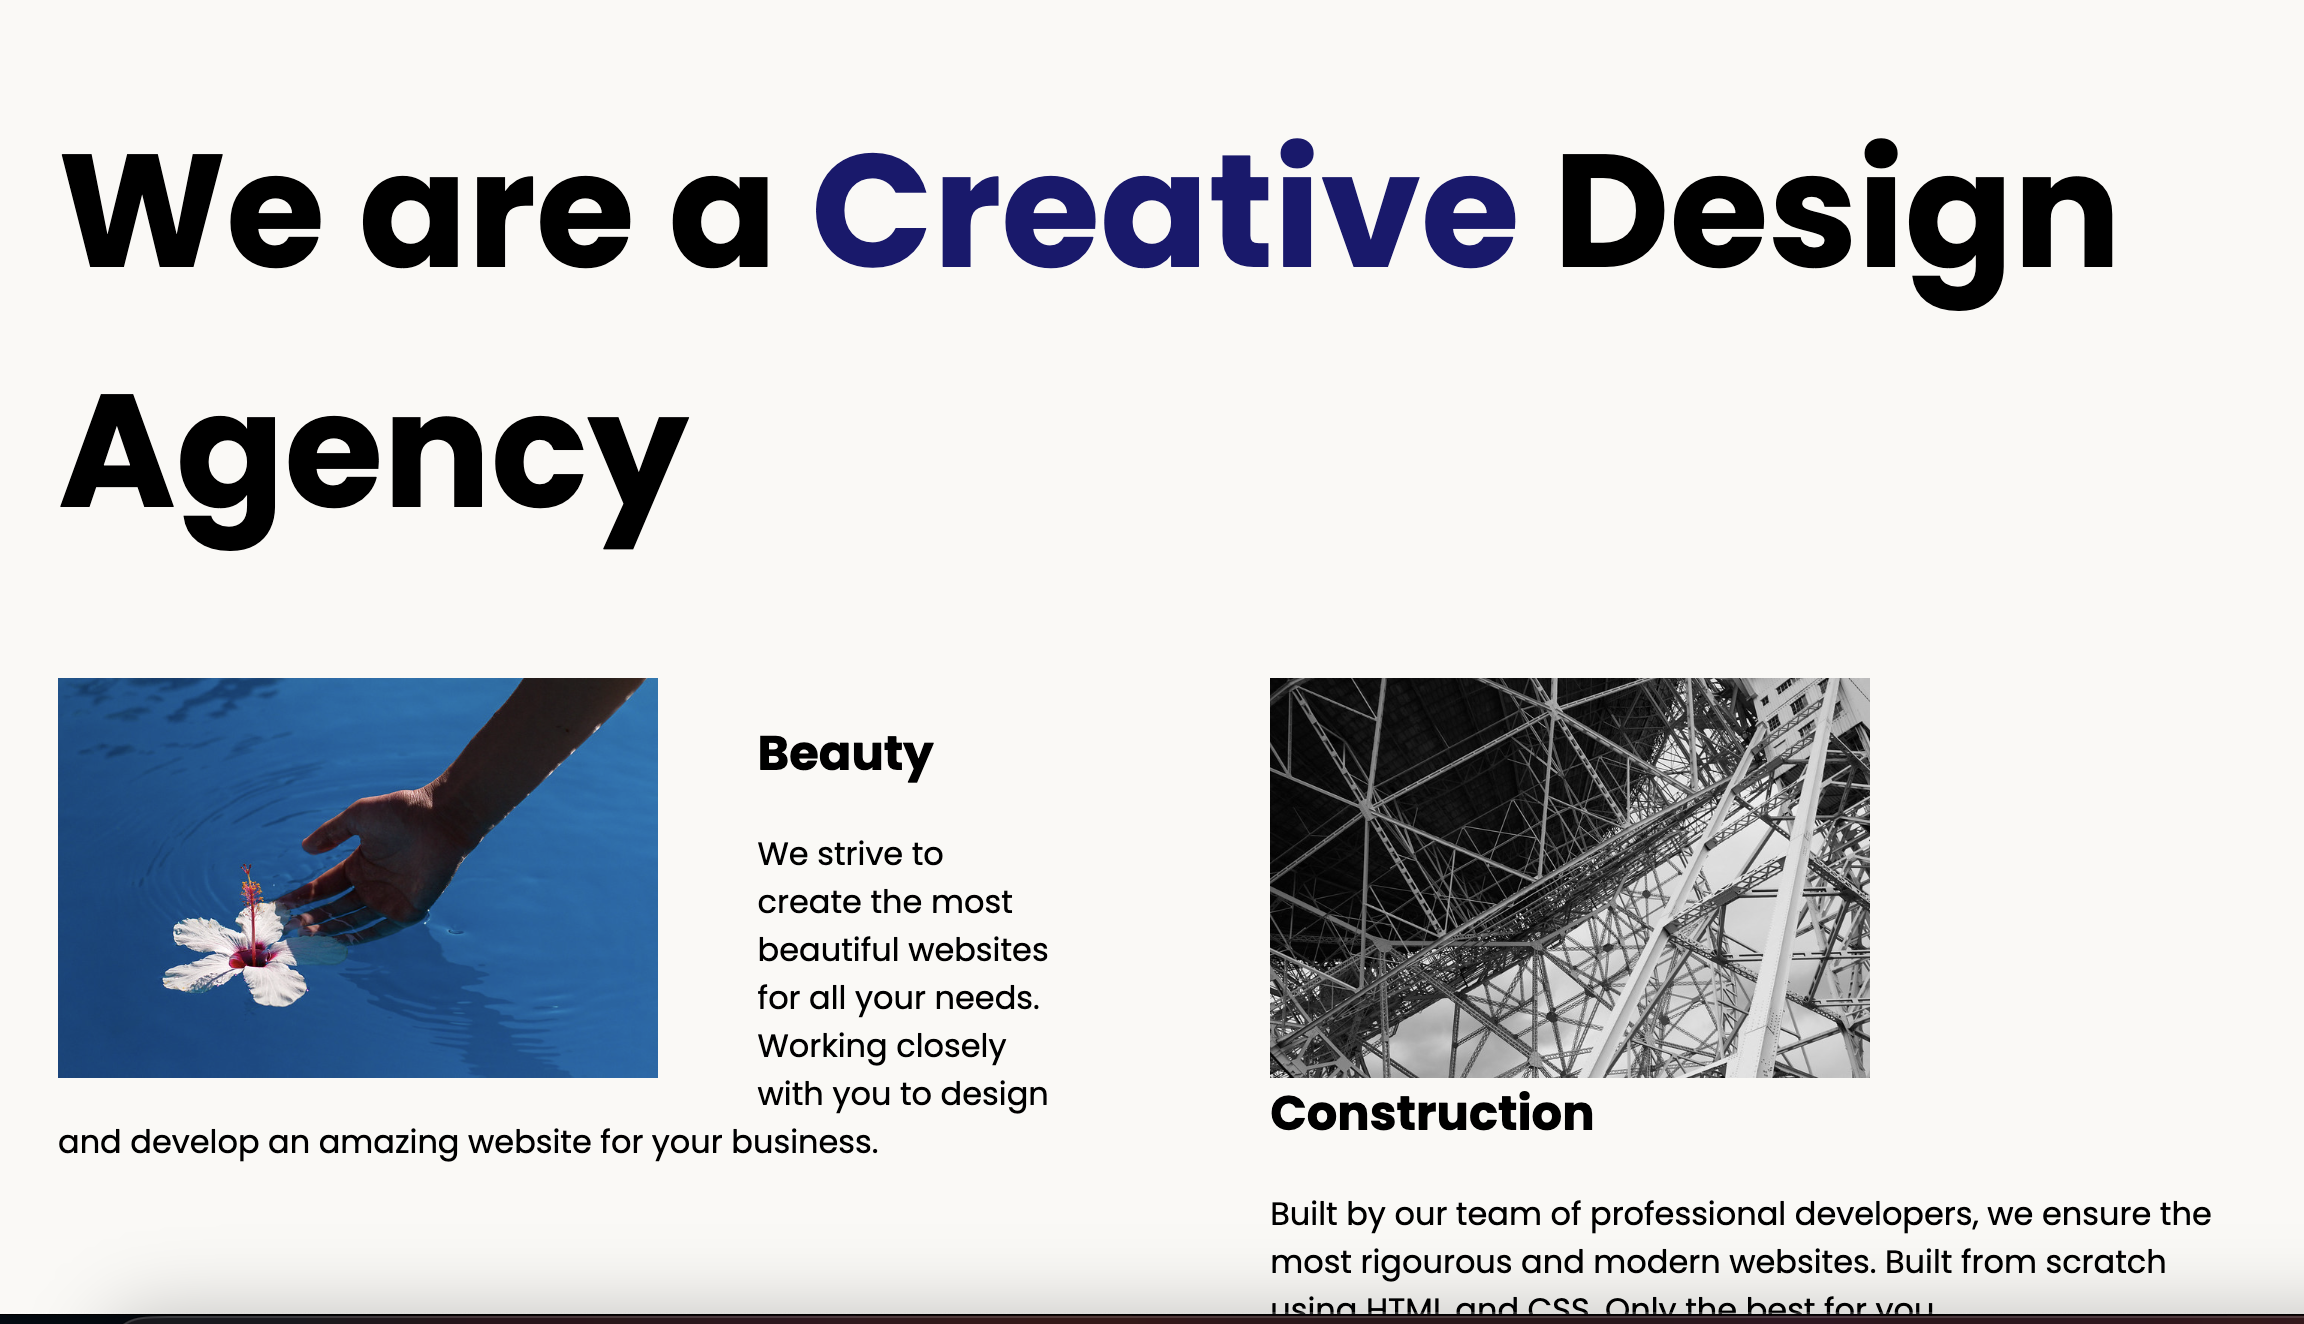 We are a Creative Design
Agency
Beauty
We strive to
create the most
beautiful websites
for all your needs.
Working closely
with you to design
and develop an amazing website for your business.
Construction
Built by our team of professional developers, we ensure the
most rigourous and modern websites. Built from scratch
using HTML and CSS. Only the best for you